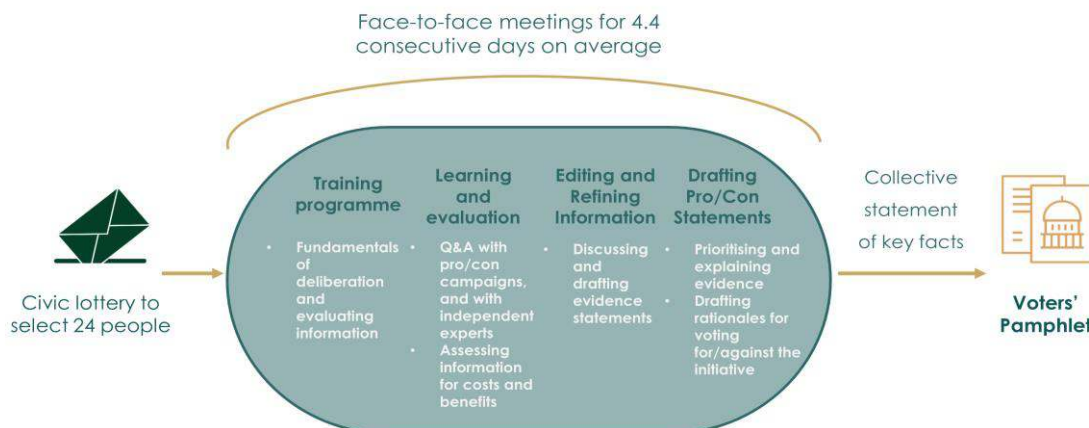 Face-to-face meetings for 4.4
consecutive days on average
Civic lottery to
select 24 people
Training
programme
• Fundamentals
of
deliberation
and
evaluating
information
Learning
and
evaluation
• Q&A with
pro/con
campaigns,
and with
independent
experts
• Assessing
information
for costs and
benefits
Editing and
Refining
Information
• Discussing
and
drafting
evidence
statements
Drafting
Pro/Con
Statements
• Prioritising and
explaining
evidence
• Drafting
rationales for
voting
for/against the
initiative
Collective
statement
of key facts
Voters'
Pamphlet